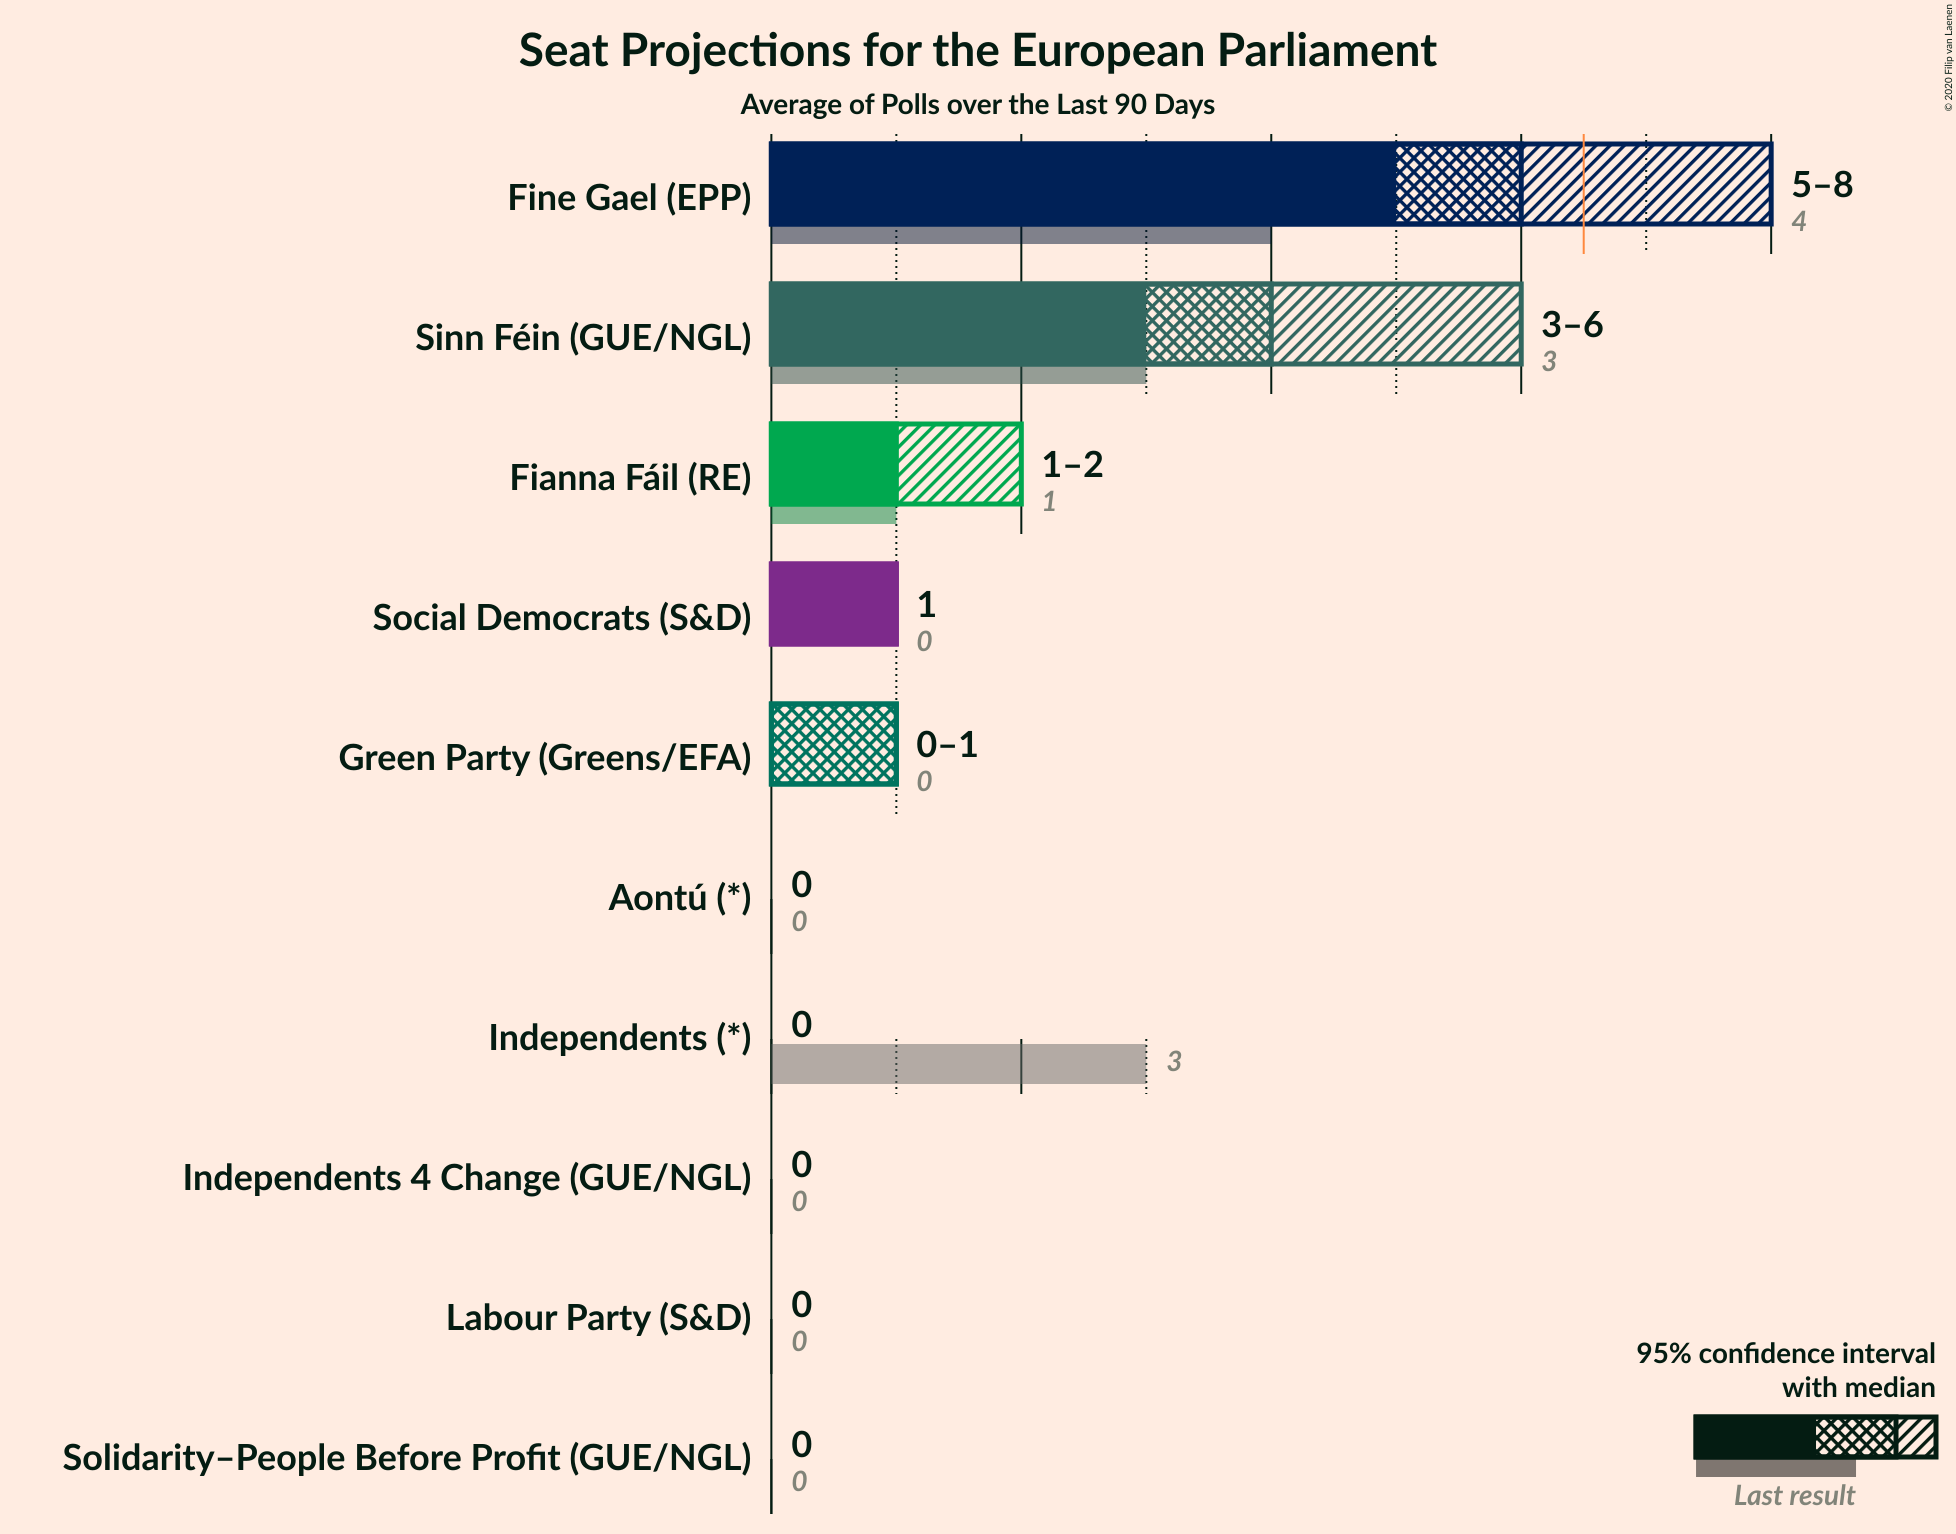 Seat Projections for the European Parliament
Average of Polls over the Last 90 Days
© 2020 Filip van Laenen
Fine Gael (EPP)
5–8
4
Sinn Féin (GUE/NGL)
3–6
3
Fianna Fáil (RE)
1–2
1
Social Democrats (S&D)
1
0
Green Party (Greens/EFA)
0–1
0
Aontú (*)
0
0
Independents (*)
0
3
Independents 4 Change (GUE/NGL)
0
0
Labour Party (S&D)
0
0
Solidarity–People Before Profit (GUE/NGL)
0
0
95% confidence interval
with median
Last result